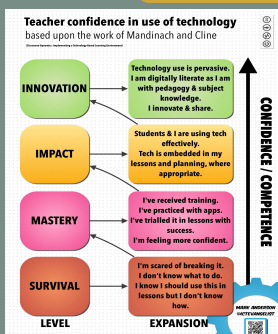 Teacher confidence in use of technology
based upon the work of Mandinach and Cline
INNOVATION
Technology use is pervasive.
I am digitally literate as I am
with pedagogy & subject
knowledge.
I innovate & share.
IMPACT
Students & I are using tech
effectively.
Tech is embedded in my
lessons and planning, where
appropriate.
MASTERY
I've received training.
I've practiced with apps.
I've trialled it in lessons with
success.
I'm feeling more confident.
SURVIVAL
I'm scared of breaking it.
I don't know what to do.
I know I should use this in
lessons but I don't know
how.
LEVEL
EXPANSION
CONFIDENCE / COMPETENCE
MARK ANDERSON
@ICTEVANGELIST